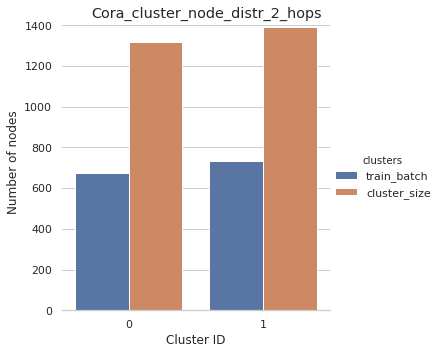 Cora_cluster_node_distr_2_hops
1400
1200
1000
800
600
400
200
0
Number of nodes
0 1
Cluster ID
clusters
train_batch
cluster_size